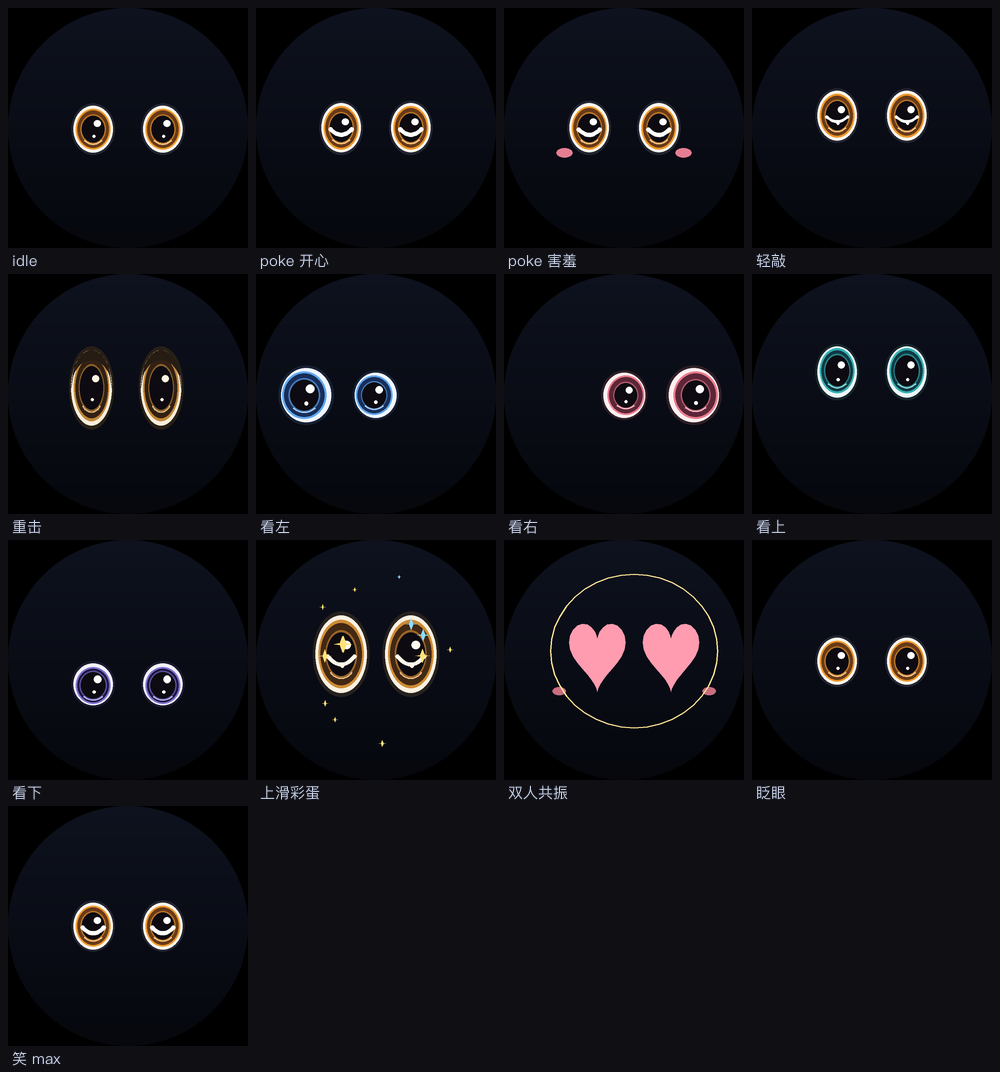 idle
poke 开心
poke 害羞
轻敲
重击
看左
看右
看上
看下
上滑彩蛋
双人共振
眨眼
笑 max